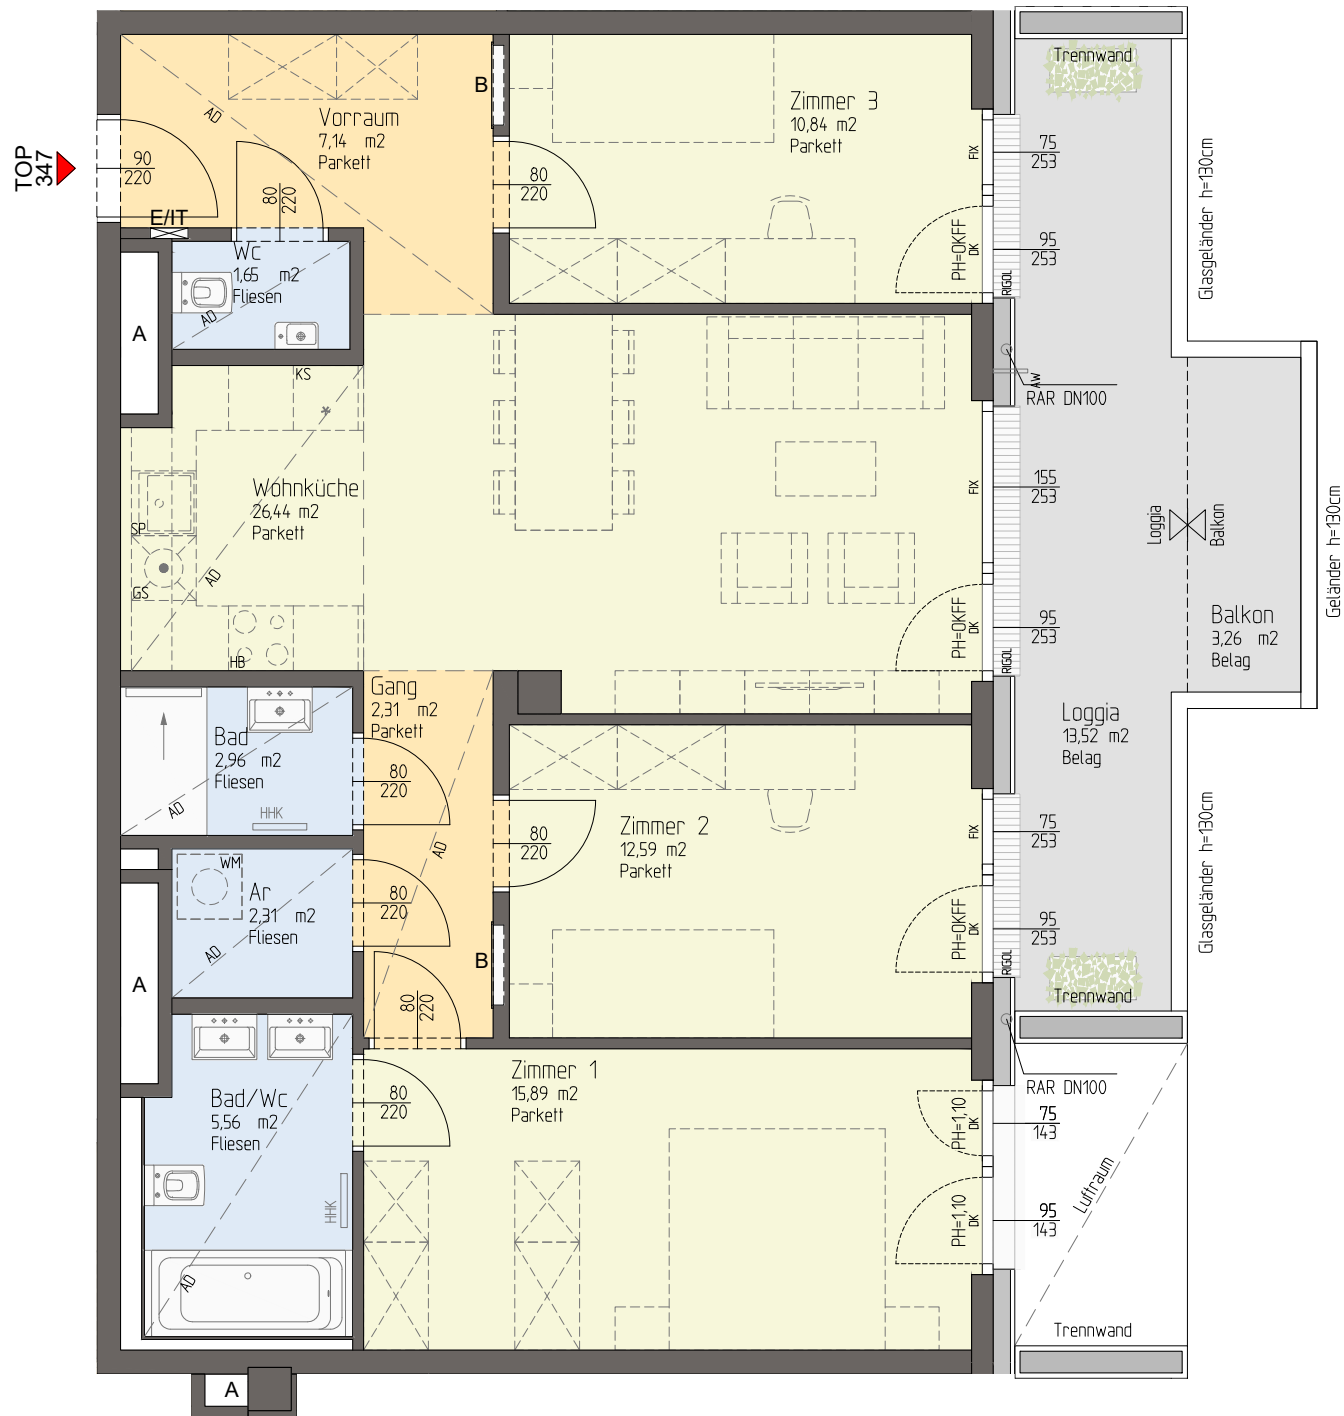 Trennwand
TOP
347
90
220
E/IT
AD
Vorraum
7,14 m2
Parkett
B
80
220
80
220
Zimmer 3
10,84 m2
Parkett
FIX
75
253
PH=OKFF
DK
95
253
RIGOL
Glasgeländer h=130cm
Wc
1,65 m2
Fliesen
AD
A
KS
AW
RAR DN100
Wohnküche
26,44 m2
Parkett
SP
GS
AD
HB
FIX
155
253
PH=OKFF
DK
95
253
RIGOL
Loggia
Balkon
Geländer h=130cm
Balkon
3,26 m2
Belag
Loggia
13,52 m2
Belag
Gang
2,31 m2
Parkett
Bad
2,96 m2
Fliesen
AD
HHK
80
220
AD
80
220
Zimmer 2
12,59 m2
Parkett
FIX
75
253
PH=OKFF
DK
95
253
RIGOL
Glasgeländer h=130cm
WM
Ar
2,31 m2
Fliesen
AD
80
220
A
B
80
220
Trennwand
Bad/Wc
5,56 m2
Fliesen
HHK
AD
80
220
Zimmer 1
15,89 m2
Parkett
RAR DN100
PH=1,10
DK
75
143
PH=1,10
DK
95
143
Luftraum
Trennwand
A